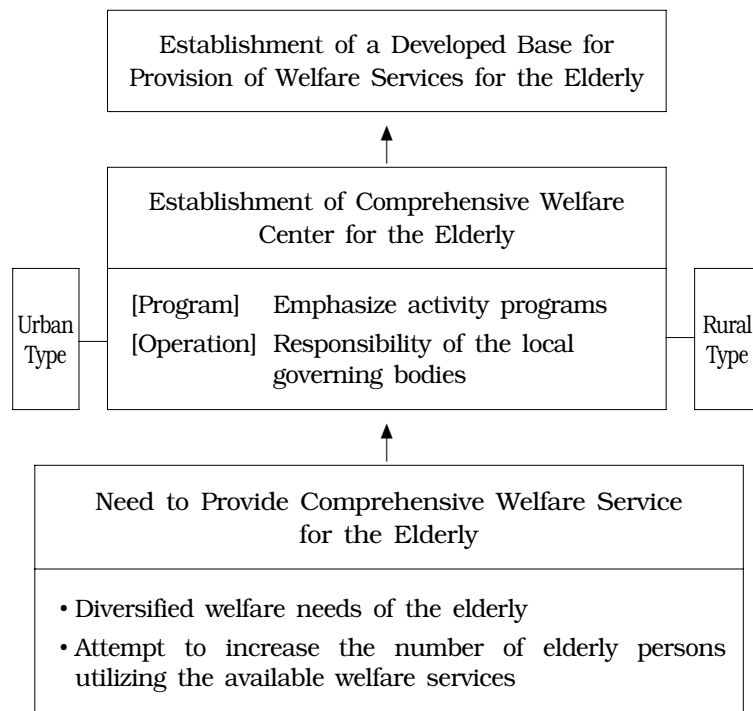 Establishment of a Developed Base for
Provision of Welfare Services for the Elderly
Establishment of Comprehensive Welfare
Center for the Elderly
Urban
Type
[Program] Emphasize activity programs
[Operation] Responsibility of the local
governing bodies
Rural
Type
Need to Provide Comprehensive Welfare Service
for the Elderly
• Diversified welfare needs of the elderly
• Attempt to increase the number of elderly persons
utilizing the available welfare services